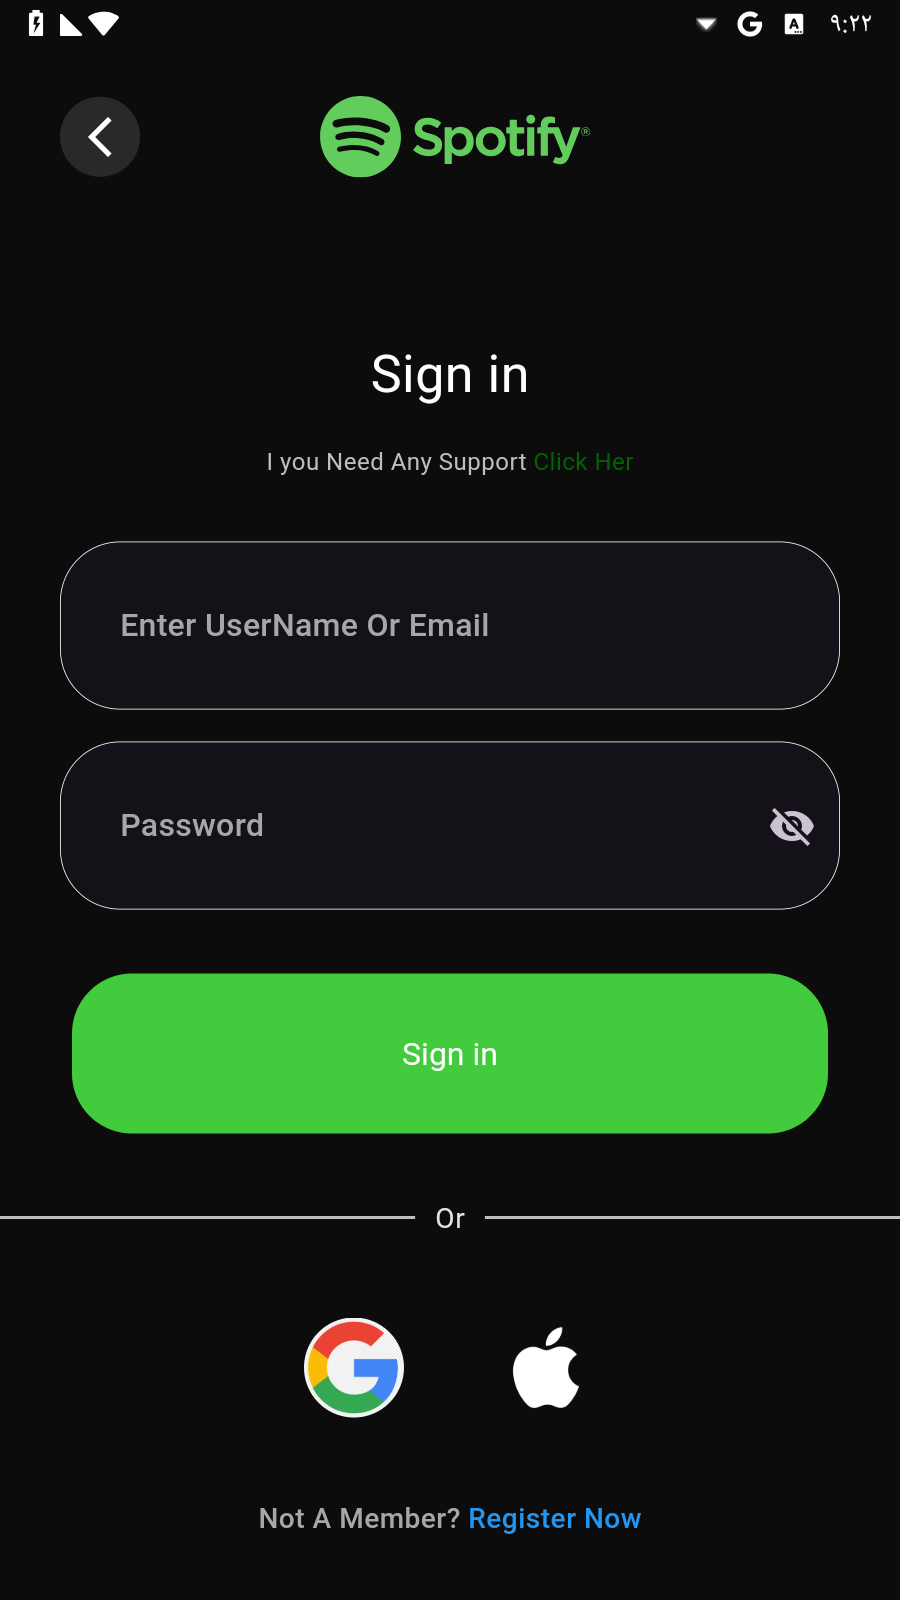 ٩:٢٢
Spotify®
Sign in
I you Need Any Support Click Her
Enter UserName Or Email
Password
Sign in
Or
Not A Member? Register Now